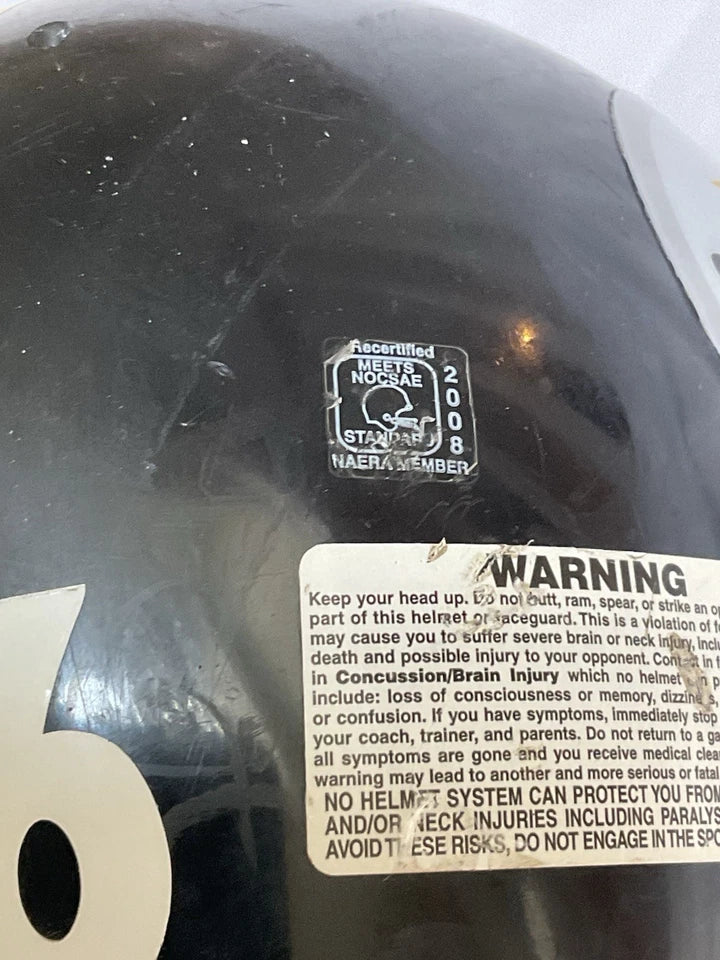 Recertified
MEETS
NOCSAE
STANDARD
2008
NAERA MEMBER
WARNING
Keep your head up. Do not butt, ram, spear, or strike an
part of this helmet or faceguard. This is a violation of
may cause you to suffer severe brain or neck injury,
death and possible injury to your opponent. Contact in
in Concussion/Brain Injury which no helmet
include: loss of consciousness or memory,
or confusion. If you have symptoms, immediately stop
your coach, trainer, and parents. Do not return to a
all symptoms are gone and you receive medical
warning may lead to another and more serious or fatal
NO HELMET SYSTEM CAN PROTECT YOU FROM
AND/OR NECK INJURIES INCLUDING
AVOID THESE RISKS, DO NOT ENGAGE IN THE
6